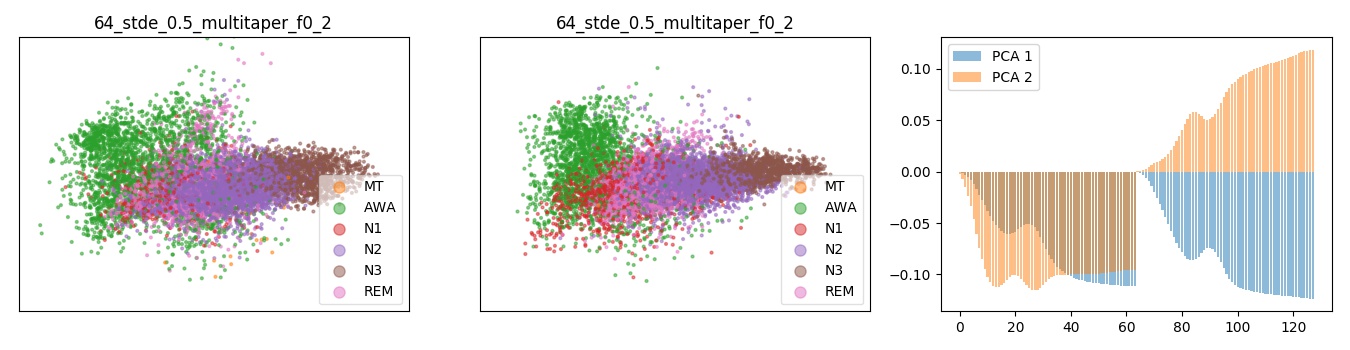 64_stde_0.5_multitaper_f0_2
MT
AWA
N1
N2
N3
REM
64_stde_0.5_multitaper_f0_2
MT
AWA
N1
N2
N3
REM
PCA 1
PCA 2
0.10
0.05
0.00
−0.05
−0.10
0 20 40 60 80 100 120